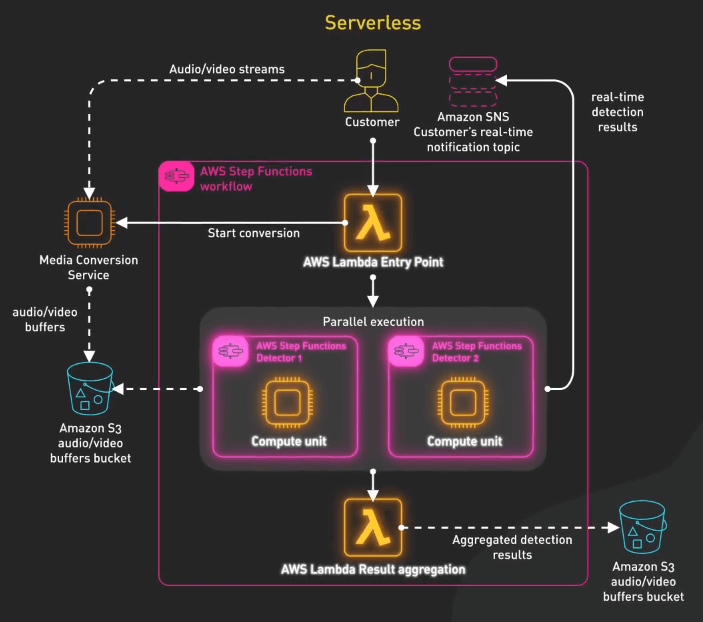 Serverless
Audio/video streams
Customer
Amazon SNS
Customer's real-time
notification topic
real-time
detection
results
AWS Step Functions
workflow
Start conversion
Media Conversion
Service
AWS Lambda Entry Point
audio/video
buffers
Parallel execution
AWS Step Functions
Detector 1
Compute unit
AWS Step Functions
Detector 2
Compute unit
Amazon S3
audio/video
buffers bucket
AWS Lambda Result aggregation
Aggregated detection
results
Amazon S3
audio/video
buffers bucket